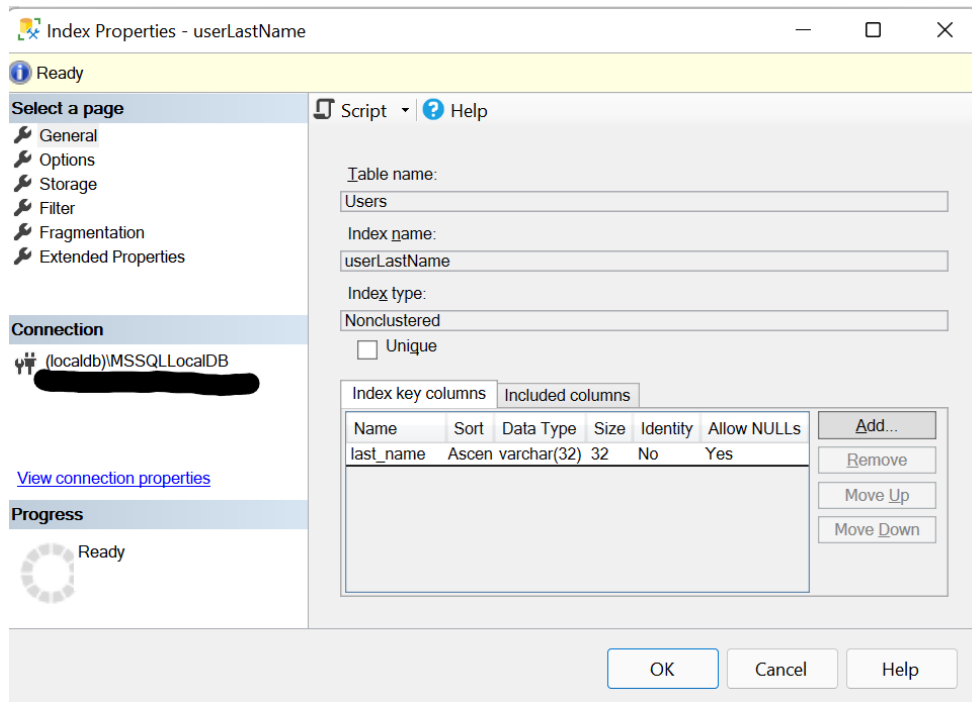 Index Properties - userLastName
Ready
Select a page
General
Options
Storage
Filter
Fragmentation
Extended Properties
Connection
(localdb)\MSSQLLocalDB
View connection properties
Progress
Ready
Script Help
Table name:
Users
Index name:
userLastName
Index type:
Nonclustered
Unique
Index key columns Included columns
Name Sort Data Type Size Identity Allow NULLs
last_name Ascen varchar(32) 32 No Yes
Add...
Remove
Move Up
Move Down
OK Cancel Help